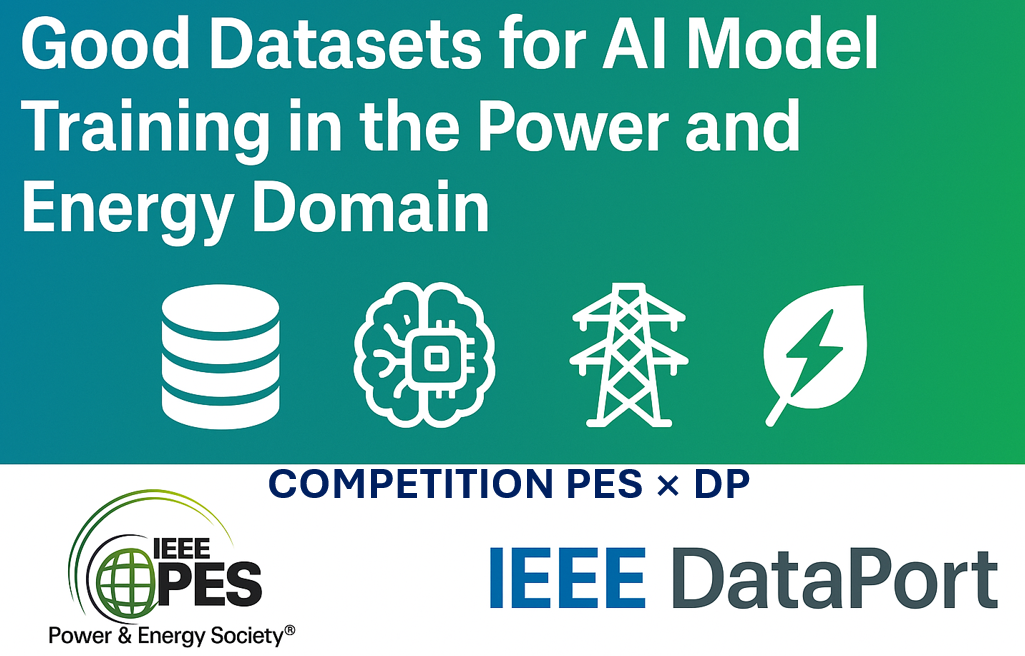 Good Datasets for AI Model
Training in the Power and
Energy Domain
COMPETITION PES × DP
IEEE
PES
Power & Energy Society®
IEEE DataPort